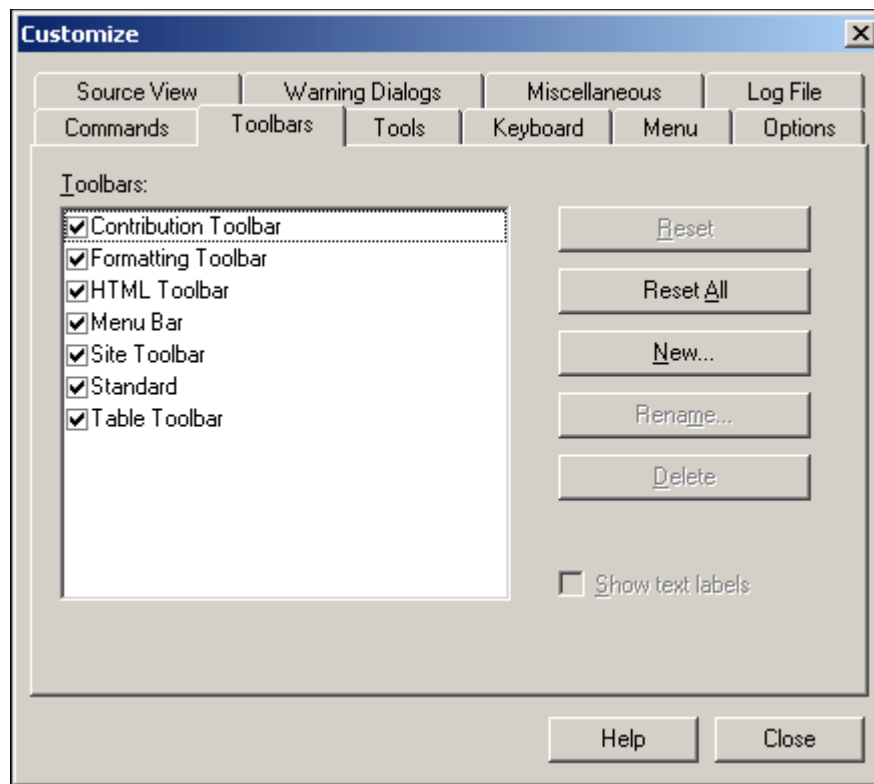 Customize
Source View Warning Dialogs Miscellaneous Log File
Commands Toolbars Tools Keyboard Menu Options
Toolbars:
Contribution Toolbar
Formatting Toolbar
HTML Toolbar
Menu Bar
Site Toolbar
Standard
Table Toolbar
Reset
Reset All
New...
Rename...
Delete
Show text labels
Help Close